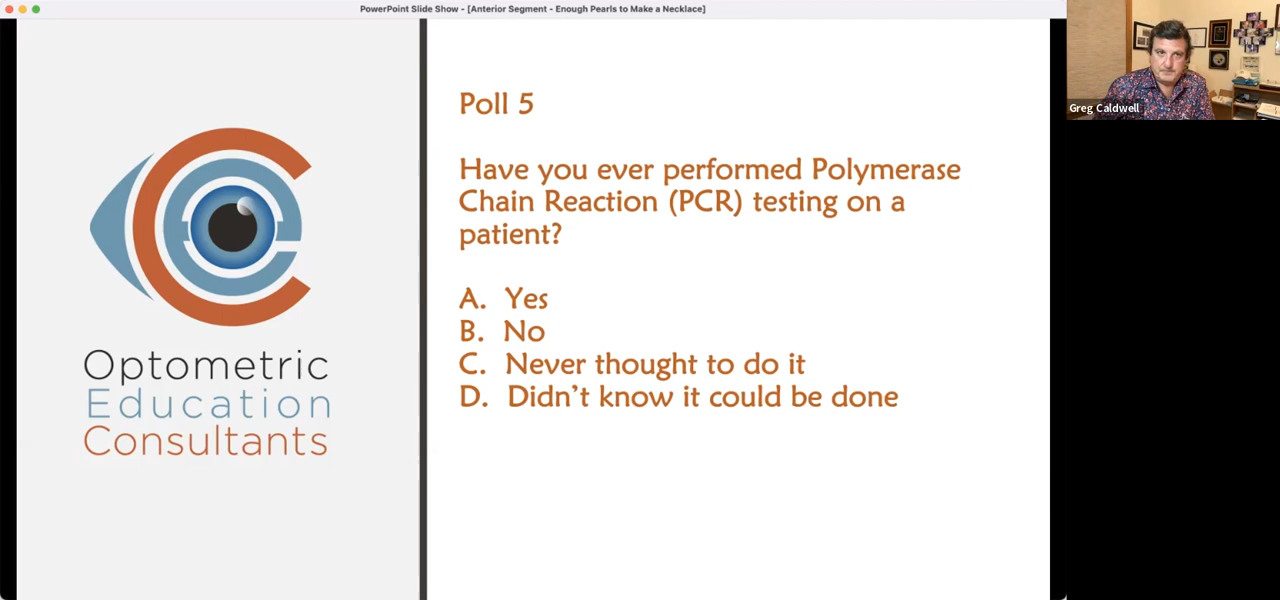 PowerPoint Slide Show - [Anterior Segment - Enough Pearls to Make a Necklace]
Greg Caldwell
Poll 5
Have you ever performed Polymerase
Chain Reaction (PCR) testing on a
patient?
A. Yes
B. No
C. Never thought to do it
D. Didn't know it could be done
Optometric
Education
Consultants